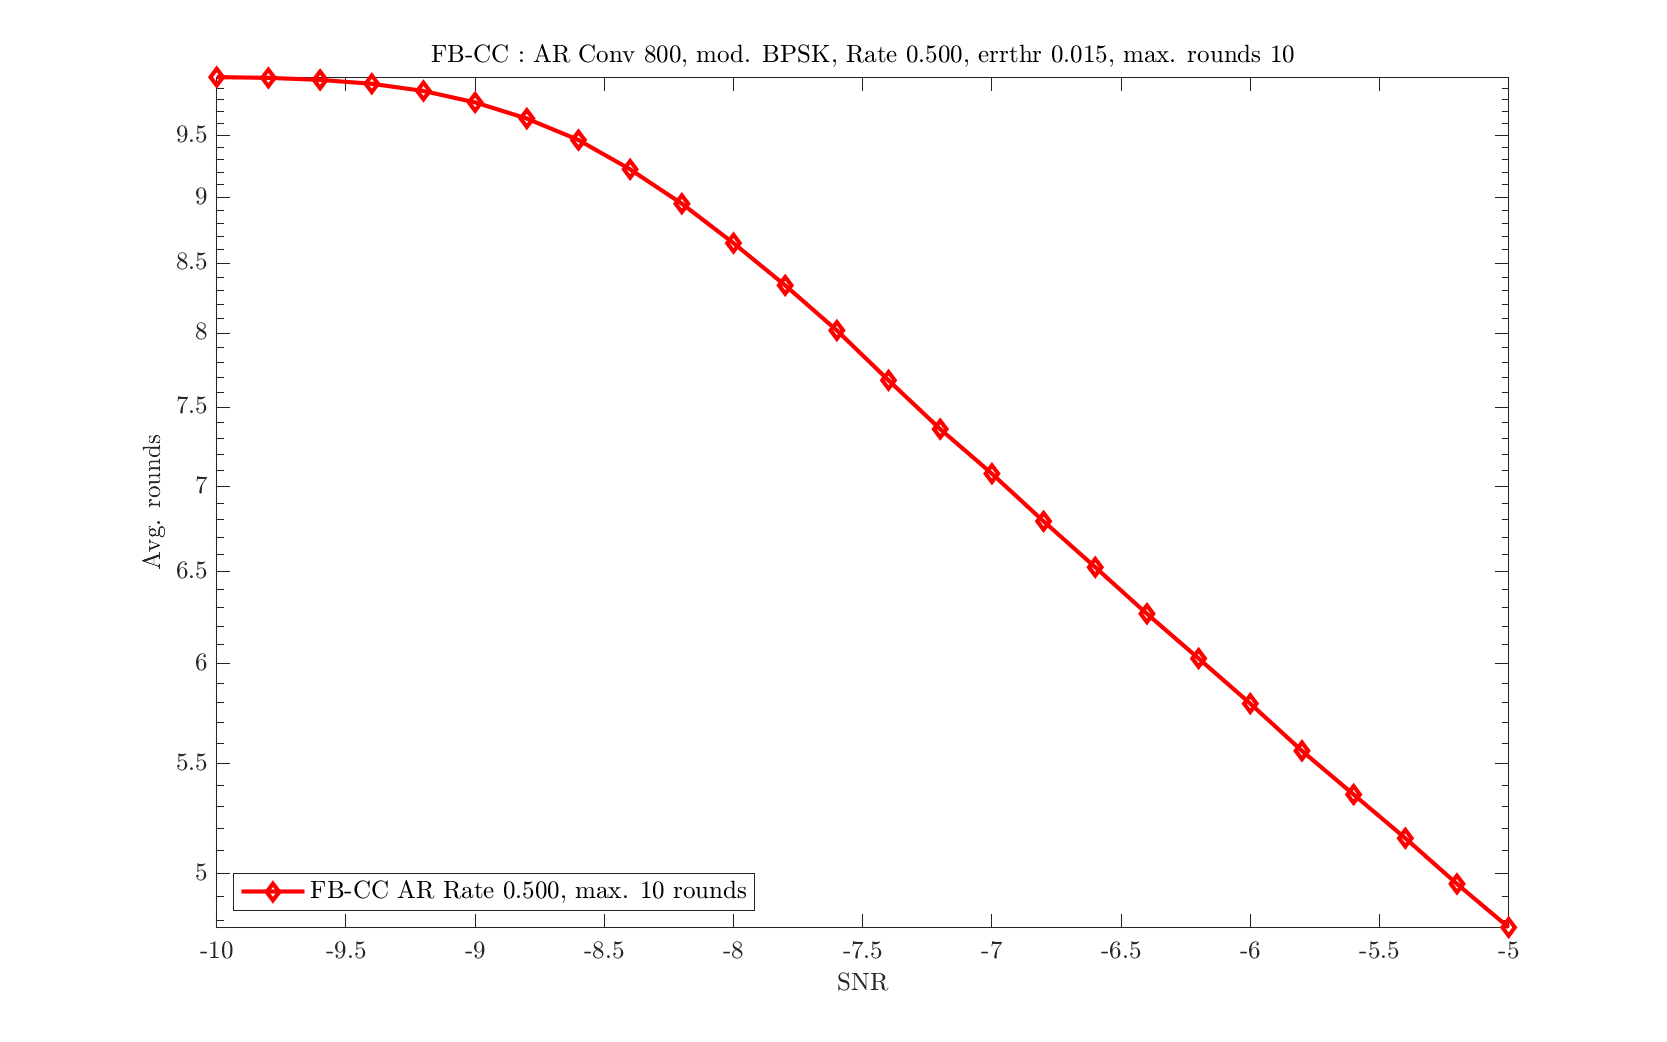 FB-CC : AR Conv 800, mod. BPSK, Rate 0.500, errthr 0.015, max. rounds 10
9.5
9
8.5
8
7.5
7
6.5
6
5.5
5
Avg. rounds
FB-CC AR Rate 0.500, max. 10 rounds
-10 -9.5 -9 -8.5 -8 -7.5 -7 -6.5 -6 -5.5 -5
SNR